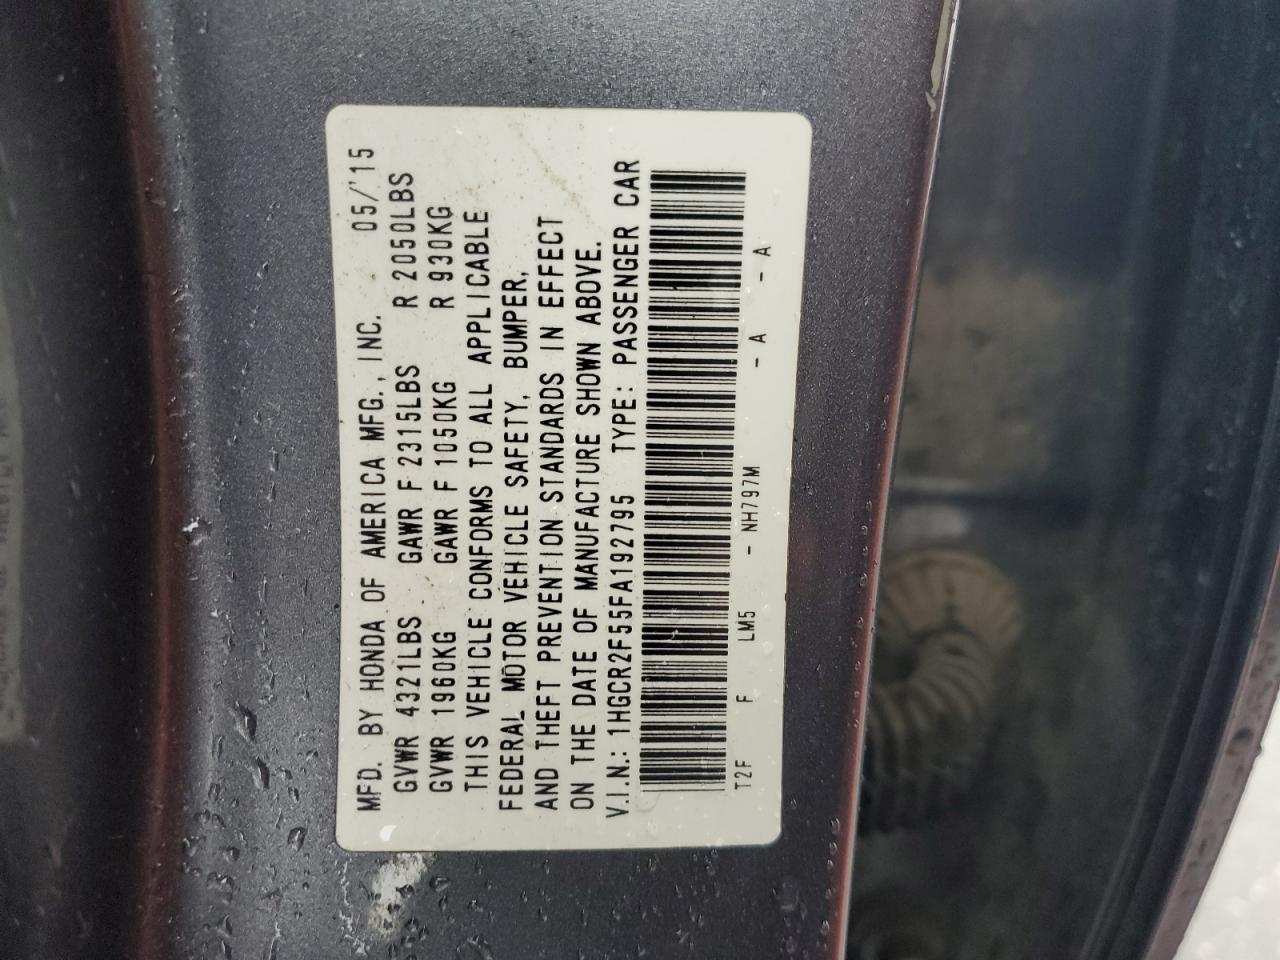 MFD. BY HONDA OF AMERICA MFG., INC. 05/'15
GVWR 4321LBS GAWR F 2315LBS R 2050LBS
GVWR 1960KG GAWR F 1050KG R 930KG
THIS VEHICLE CONFORMS TO ALL APPLICABLE
FEDERAL MOTOR VEHICLE SAFETY, BUMPER,
AND THEFT PREVENTION STANDARDS IN EFFECT
ON THE DATE OF MANUFACTURE SHOWN ABOVE.
V.I.N.: 1HGCR2F55FA192795 TYPE: PASSENGER CAR
T2F F LM5 - NH797M - A - A